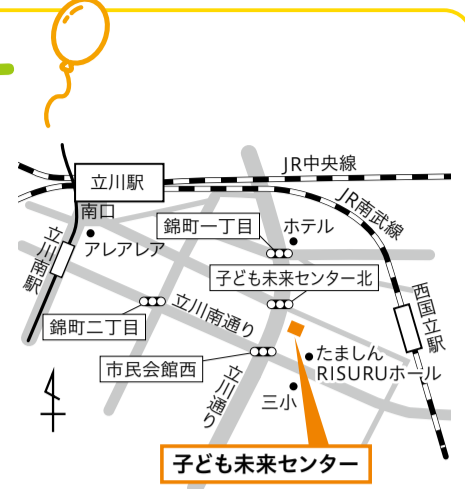 JR中央線
立川駅
JR南武線
南口
錦町一丁目
ホテル
アレアレア
立川南駅
子ども未来センター北
西国立駅
立川南通り
錦町二丁目
市民会館西
たましん
RISURUホール
立川通り
三小
子ども未来センター